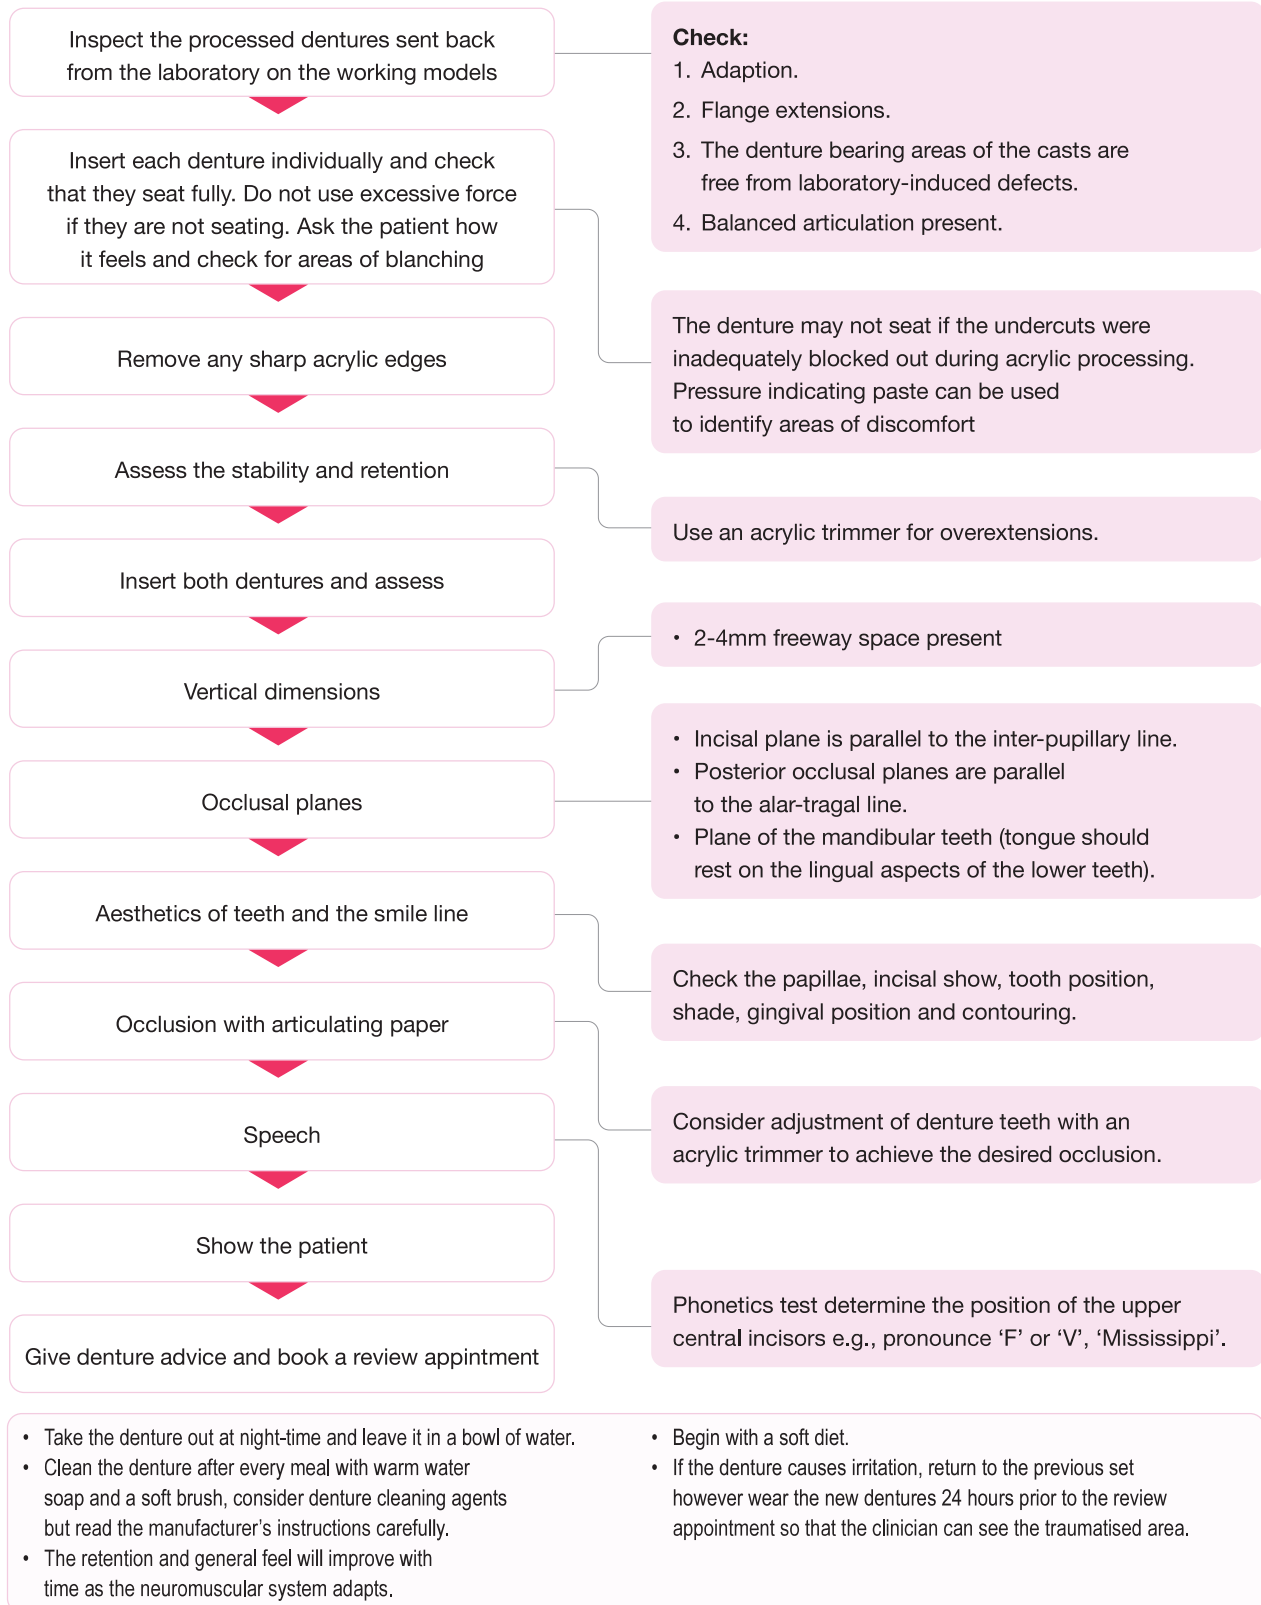 Inspect the processed dentures sent back
from the laboratory on the working models
Check:
1. Adaption.
2. Flange extensions.
3. The denture bearing areas of the casts are
free from laboratory-induced defects.
4. Balanced articulation present.
Insert each denture individually and check
that they seat fully. Do not use excessive force
if they are not seating. Ask the patient how
it feels and check for areas of blanching
The denture may not seat if the undercuts were
inadequately blocked out during acrylic processing.
Pressure indicating paste can be used
to identify areas of discomfort
Remove any sharp acrylic edges
Assess the stability and retention
Use an acrylic trimmer for overextensions.
Insert both dentures and assess
Vertical dimensions
• 2-4mm freeway space present
Occlusal planes
• Incisal plane is parallel to the inter-pupillary line.
• Posterior occlusal planes are parallel
to the alar-tragal line.
• Plane of the mandibular teeth (tongue should
rest on the lingual aspects of the lower teeth).
Aesthetics of teeth and the smile line
Check the papillae, incisal show, tooth position,
shade, gingival position and contouring.
Occlusion with articulating paper
Consider adjustment of denture teeth with an
acrylic trimmer to achieve the desired occlusion.
Speech
Phonetics test determine the position of the upper
central incisors e.g., pronounce ‘F’ or ‘V’, ‘Mississippi’.
Show the patient
Give denture advice and book a review appintment
• Take the denture out at night-time and leave it in a bowl of water.
• Clean the denture after every meal with warm water
soap and a soft brush, consider denture cleaning agents
but read the manufacturer’s instructions carefully.
• The retention and general feel will improve with
time as the neuromuscular system adapts.
• Begin with a soft diet.
• If the denture causes irritation, return to the previous set
however wear the new dentures 24 hours prior to the review
appointment so that the clinician can see the traumatised area.